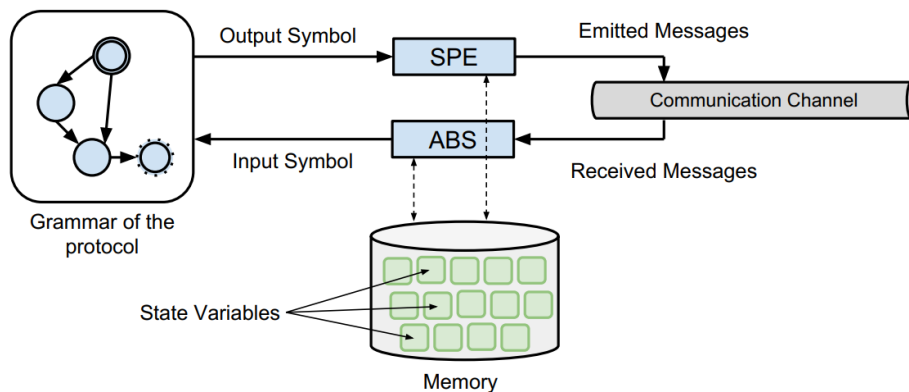 Output Symbol
SPE
Emitted Messages
Communication Channel
ABS
Input Symbol
Received Messages
Grammar of the
protocol
State Variables
Memory